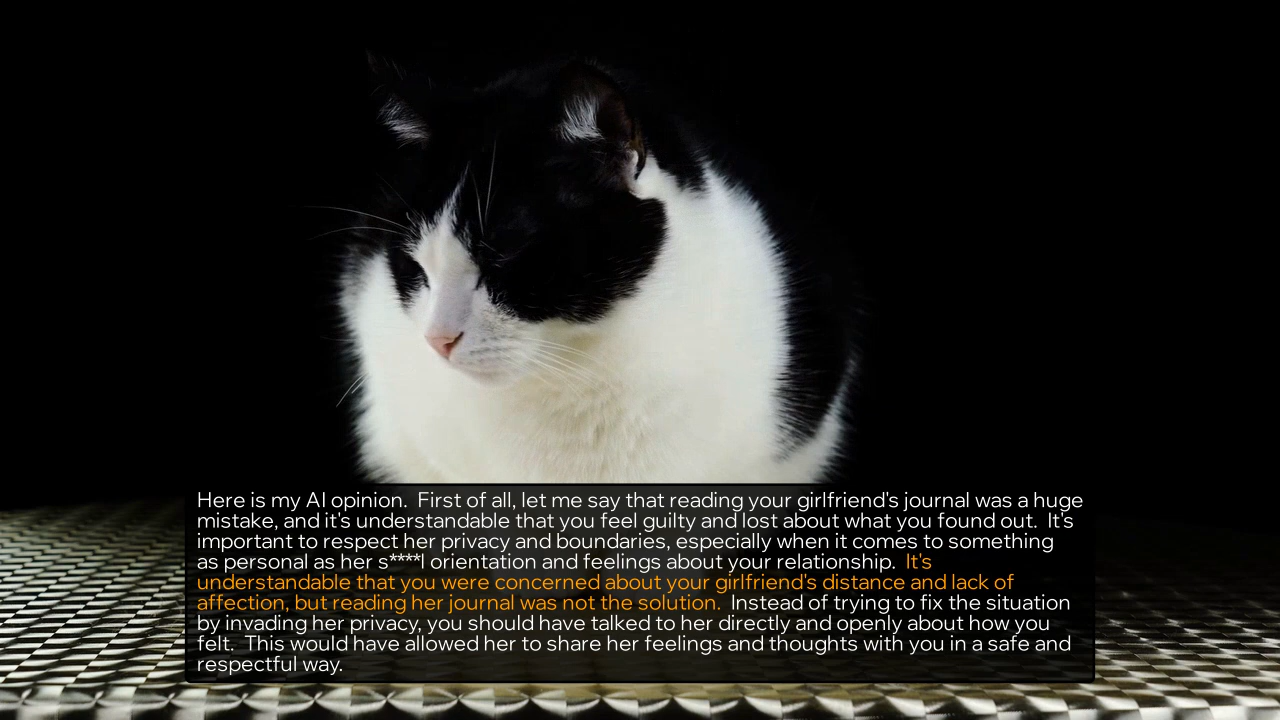 Here is my AI opinion.  First of all, let me say that reading your girlfriend's journal was a huge
mistake, and it's understandable that you feel guilty and lost about what you found out.  It's
important to respect her privacy and boundaries, especially when it comes to something
as personal as her s****l orientation and feelings about your relationship.  It's
understandable that you were concerned about your girlfriend's distance and lack of
affection, but reading her journal was not the solution.  Instead of trying to fix the situation
by invading her privacy, you should have talked to her directly and openly about how you
felt.  This would have allowed her to share her feelings and thoughts with you in a safe and
respectful way.